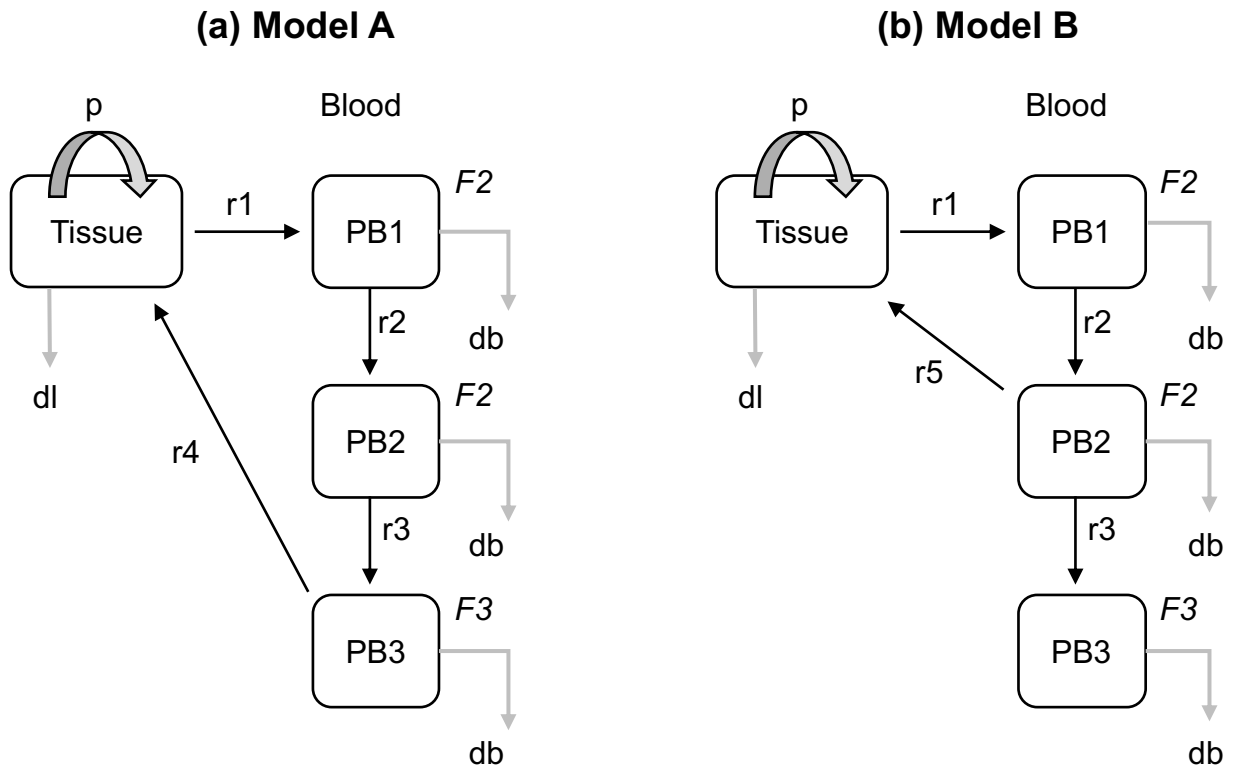 (a) Model A
p
Blood
F2
Tissue
r1
PB1
r2
db
dl
F2
r4
PB2
r3
db
F3
PB3
db
(b) Model B
p
Blood
F2
Tissue
r1
PB1
r2
db
r5
dl
F2
PB2
r3
db
F3
PB3
db